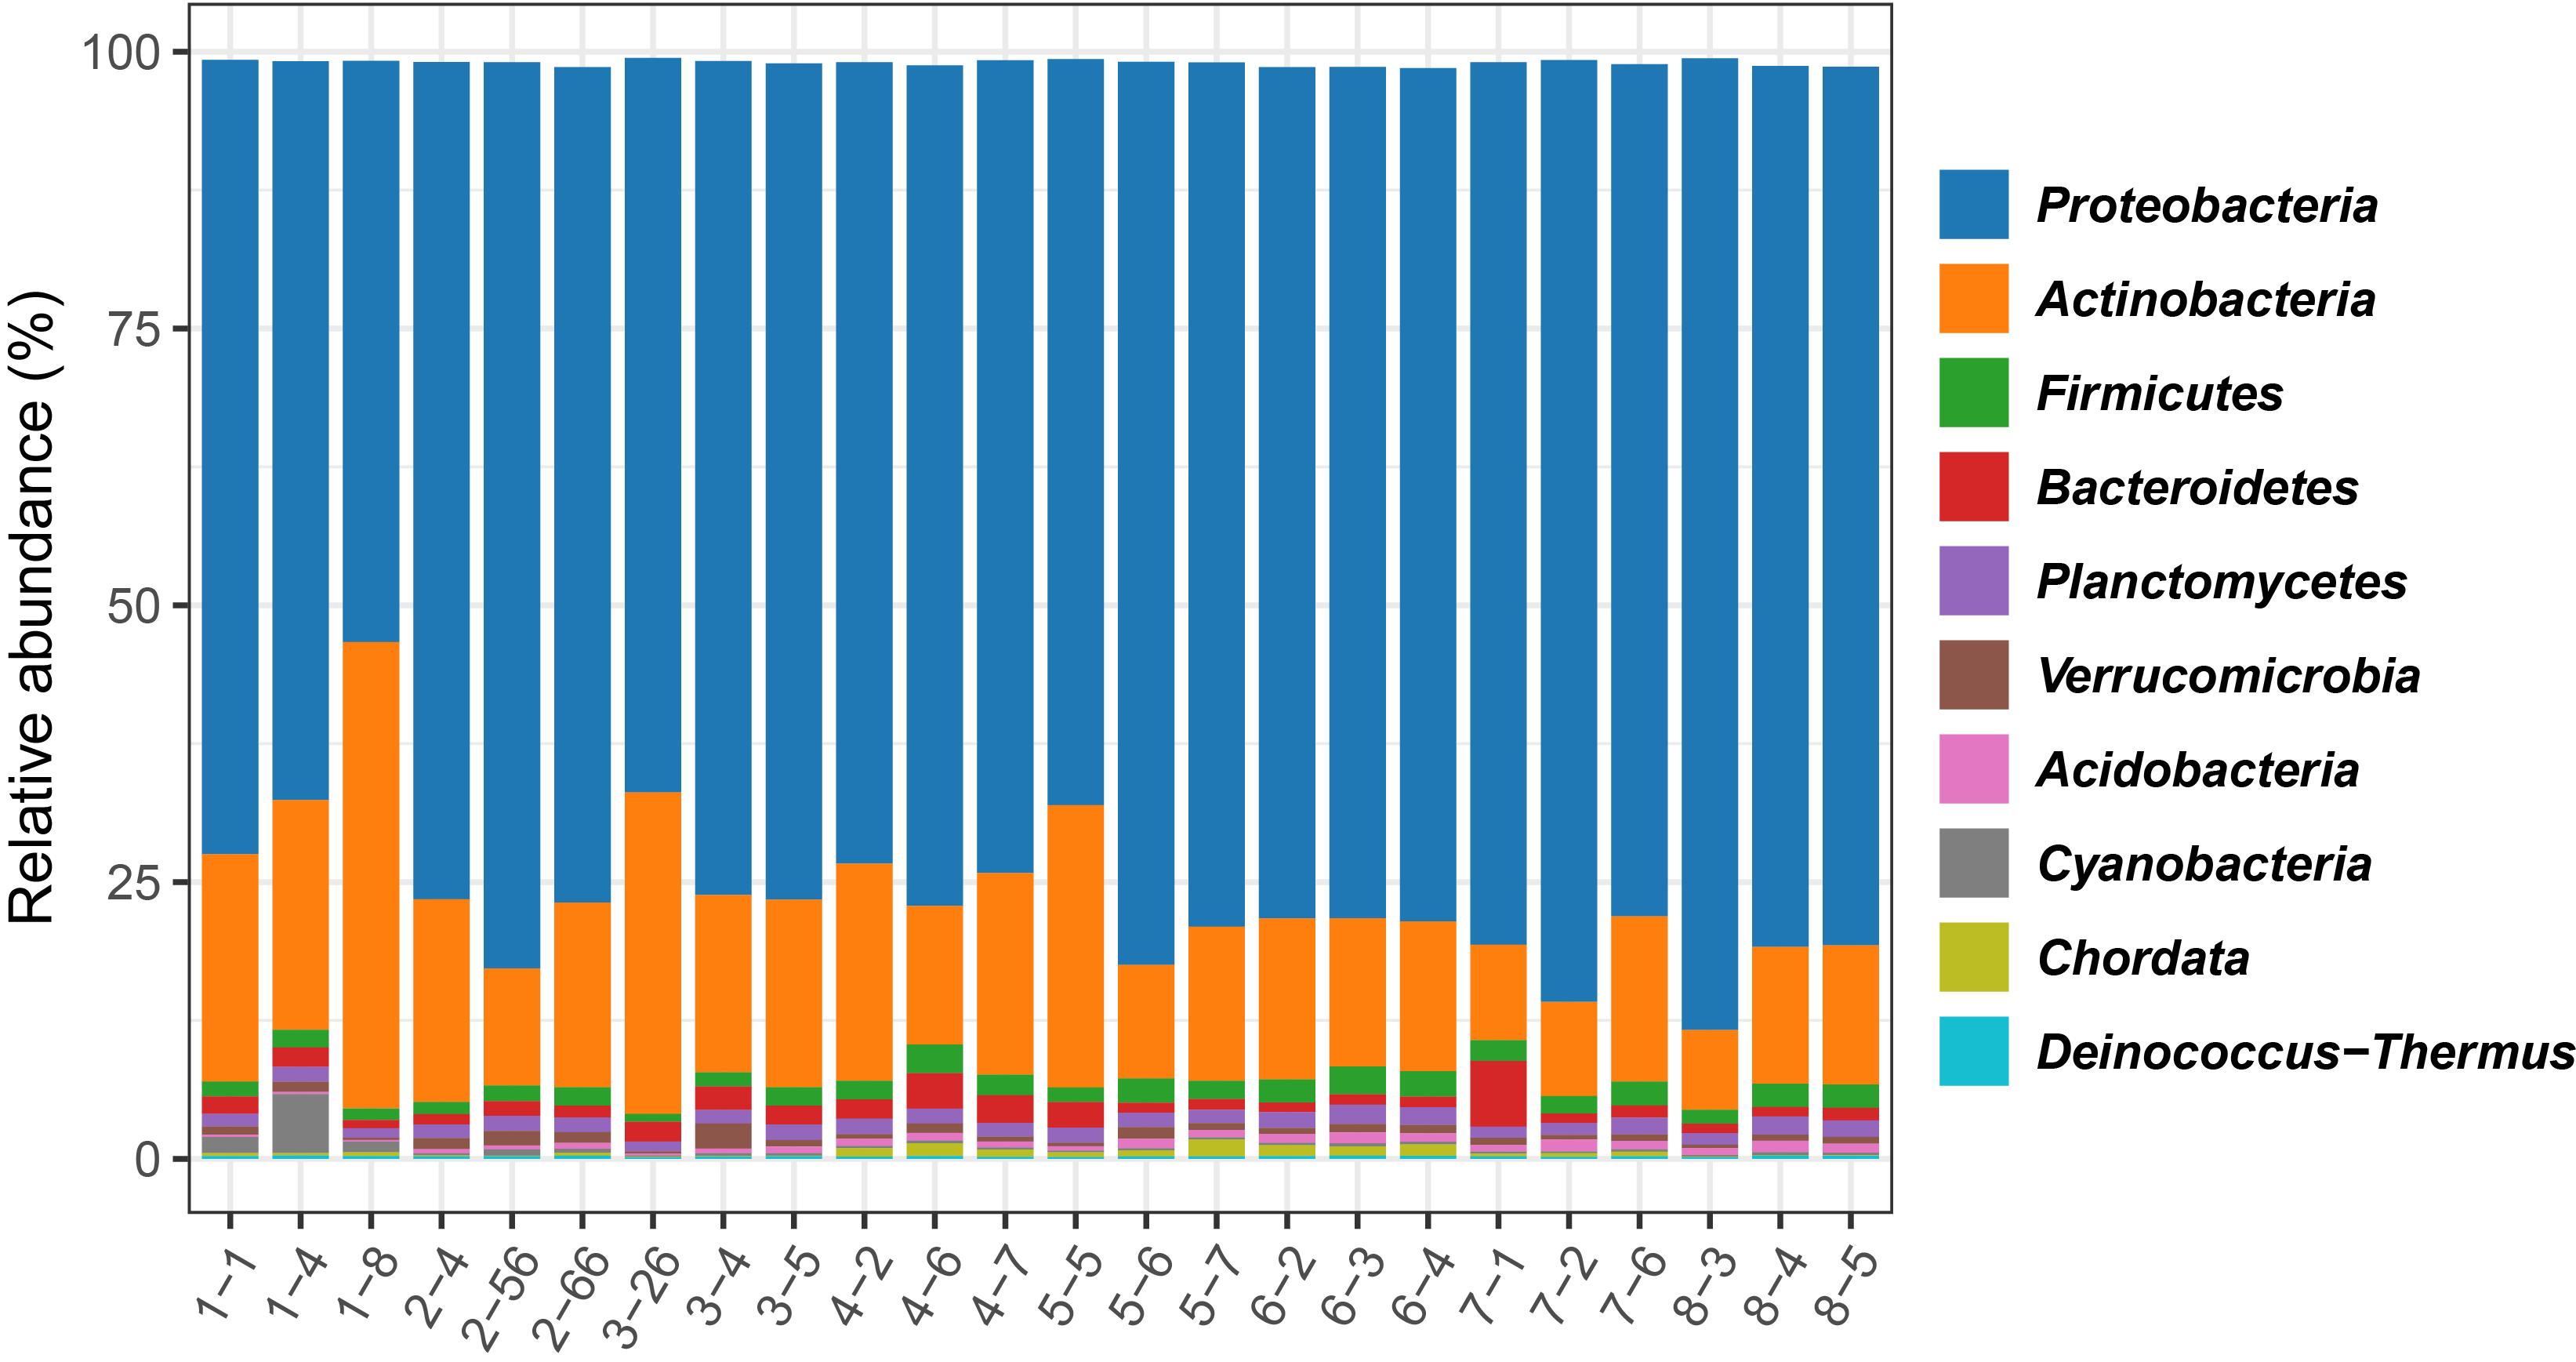 Relative abundance (%)
100
75
50
25
0
1−1
1−4
1−8
2−4
2−56
2−66
3−26
3−4
3−5
4−2
4−6
4−7
5−5
5−6
5−7
6−2
6−3
6−4
7−1
7−2
7−6
8−3
8−4
8−5
Proteobacteria
Actinobacteria
Firmicutes
Bacteroidetes
Planctomycetes
Verrucomicrobia
Acidobacteria
Cyanobacteria
Chordata
Deinococcus−Thermus